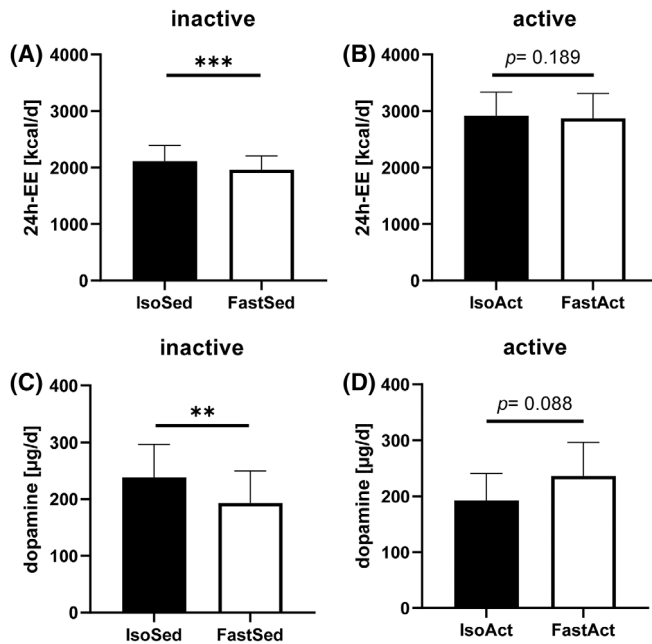 inactive
(A)
***
24h-EE [kcal/d]
4000
3000
2000
1000
0
IsoSed
FastSed
active
(B)
p= 0.189
24h-EE [kcal/d]
4000
3000
2000
1000
0
IsoAct
FastAct
inactive
(C)
**
dopamine [µg/d]
400
300
200
100
0
IsoSed
FastSed
active
(D)
p= 0.088
dopamine [µg/d]
400
300
200
100
0
IsoAct
FastAct